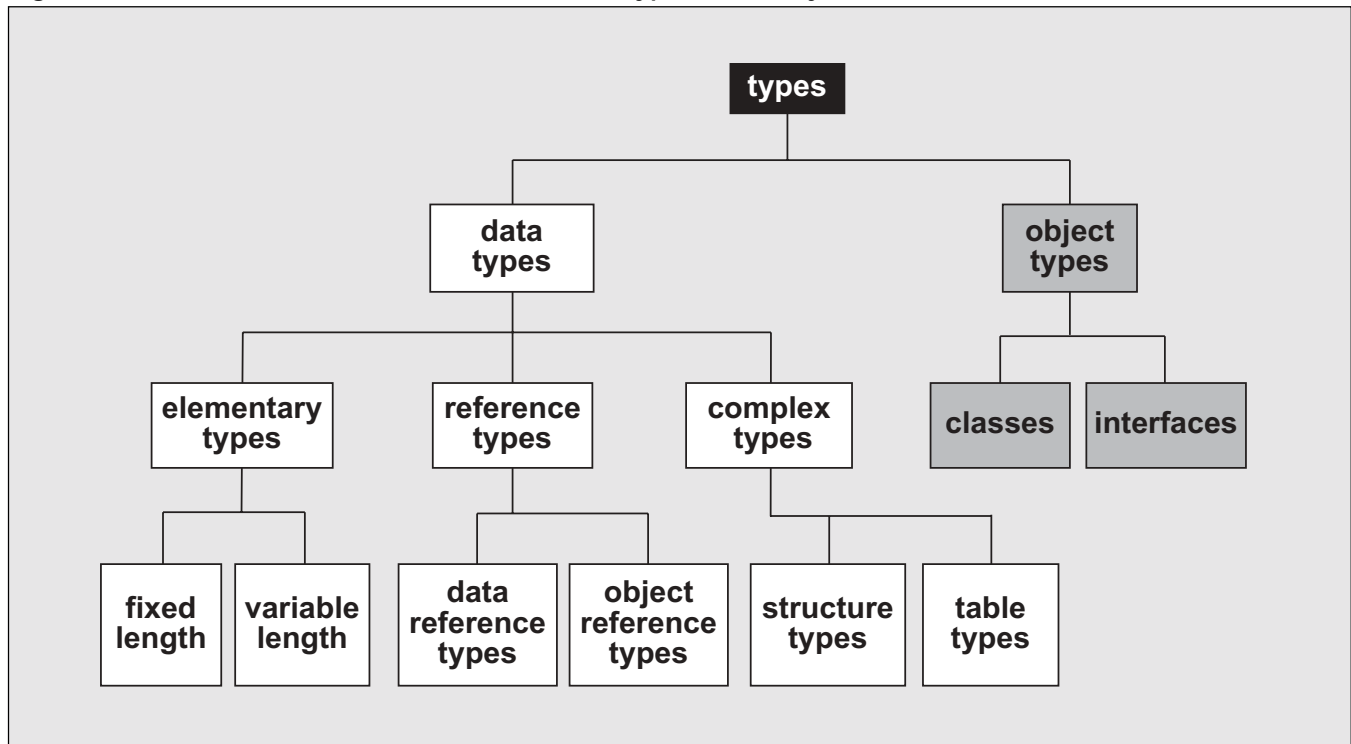 types
data
types
object
types
elementary
types
reference
types
complex
types
classes
interfaces
fixed
length
variable
length
data
reference
types
object
reference
types
structure
types
table
types